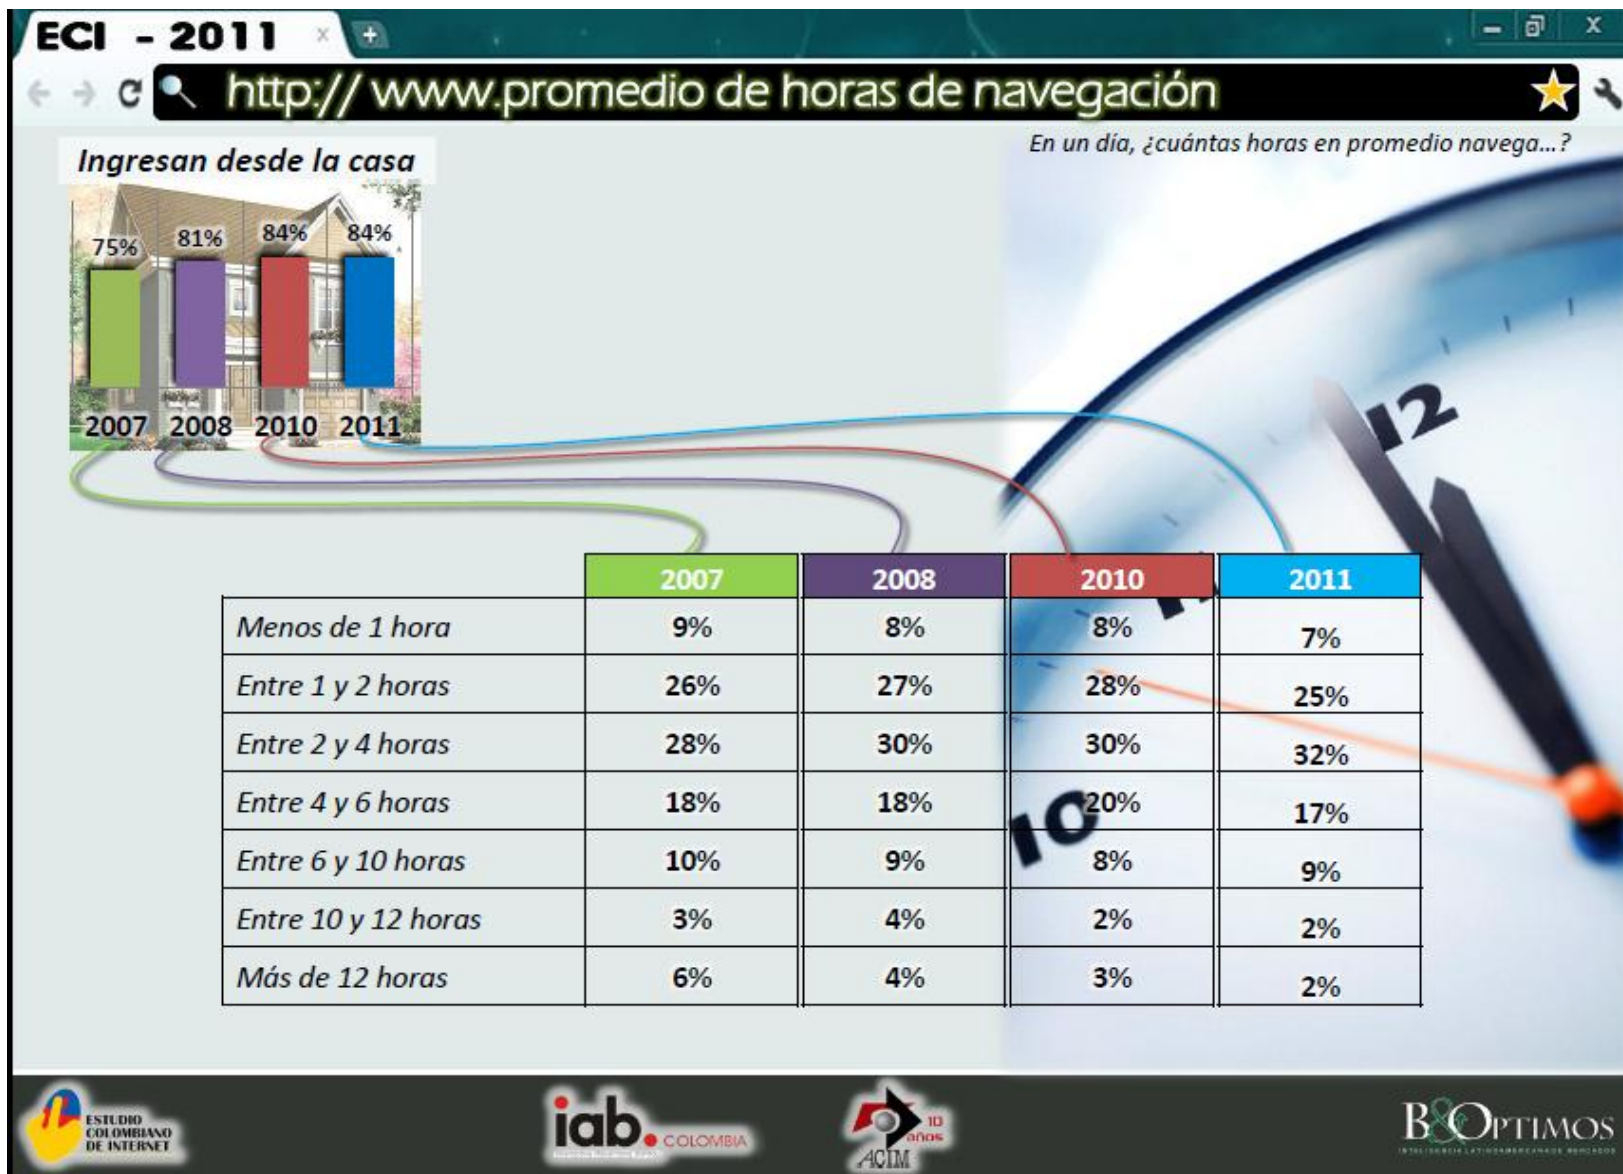 ECI - 2011
http:// www.promedio de horas de navegación
En un día, ¿cuántas horas en promedio navega...?
Ingresan desde la casa
75% 81% 84% 84%
2007 2008 2010 2011
12
10
2007 2008 2010 2011
Menos de 1 hora 9% 8% 8% 7%
Entre 1 y 2 horas 26% 27% 28% 25%
Entre 2 y 4 horas 28% 30% 30% 32%
Entre 4 y 6 horas 18% 18% 20% 17%
Entre 6 y 10 horas 10% 9% 8% 9%
Entre 10 y 12 horas 3% 4% 2% 2%
Más de 12 horas 6% 4% 3% 2%
ESTUDIO
COLOMBIANO
DE INTERNET
iab. COLOMBIA
10
años
ACIM
B&OPTIMOS